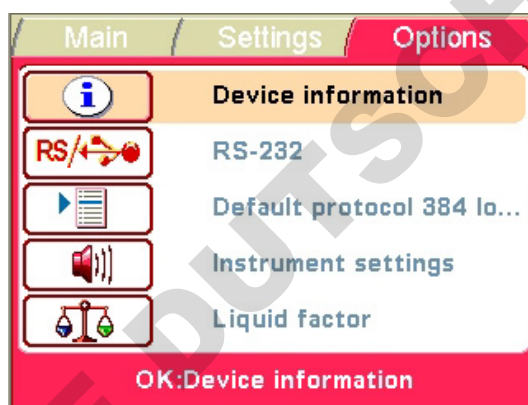 Main Settings Options
Device information
RS/ RS-232
Default protocol 384 lo...
Instrument settings
Liquid factor
OK:Device information
DUTSC